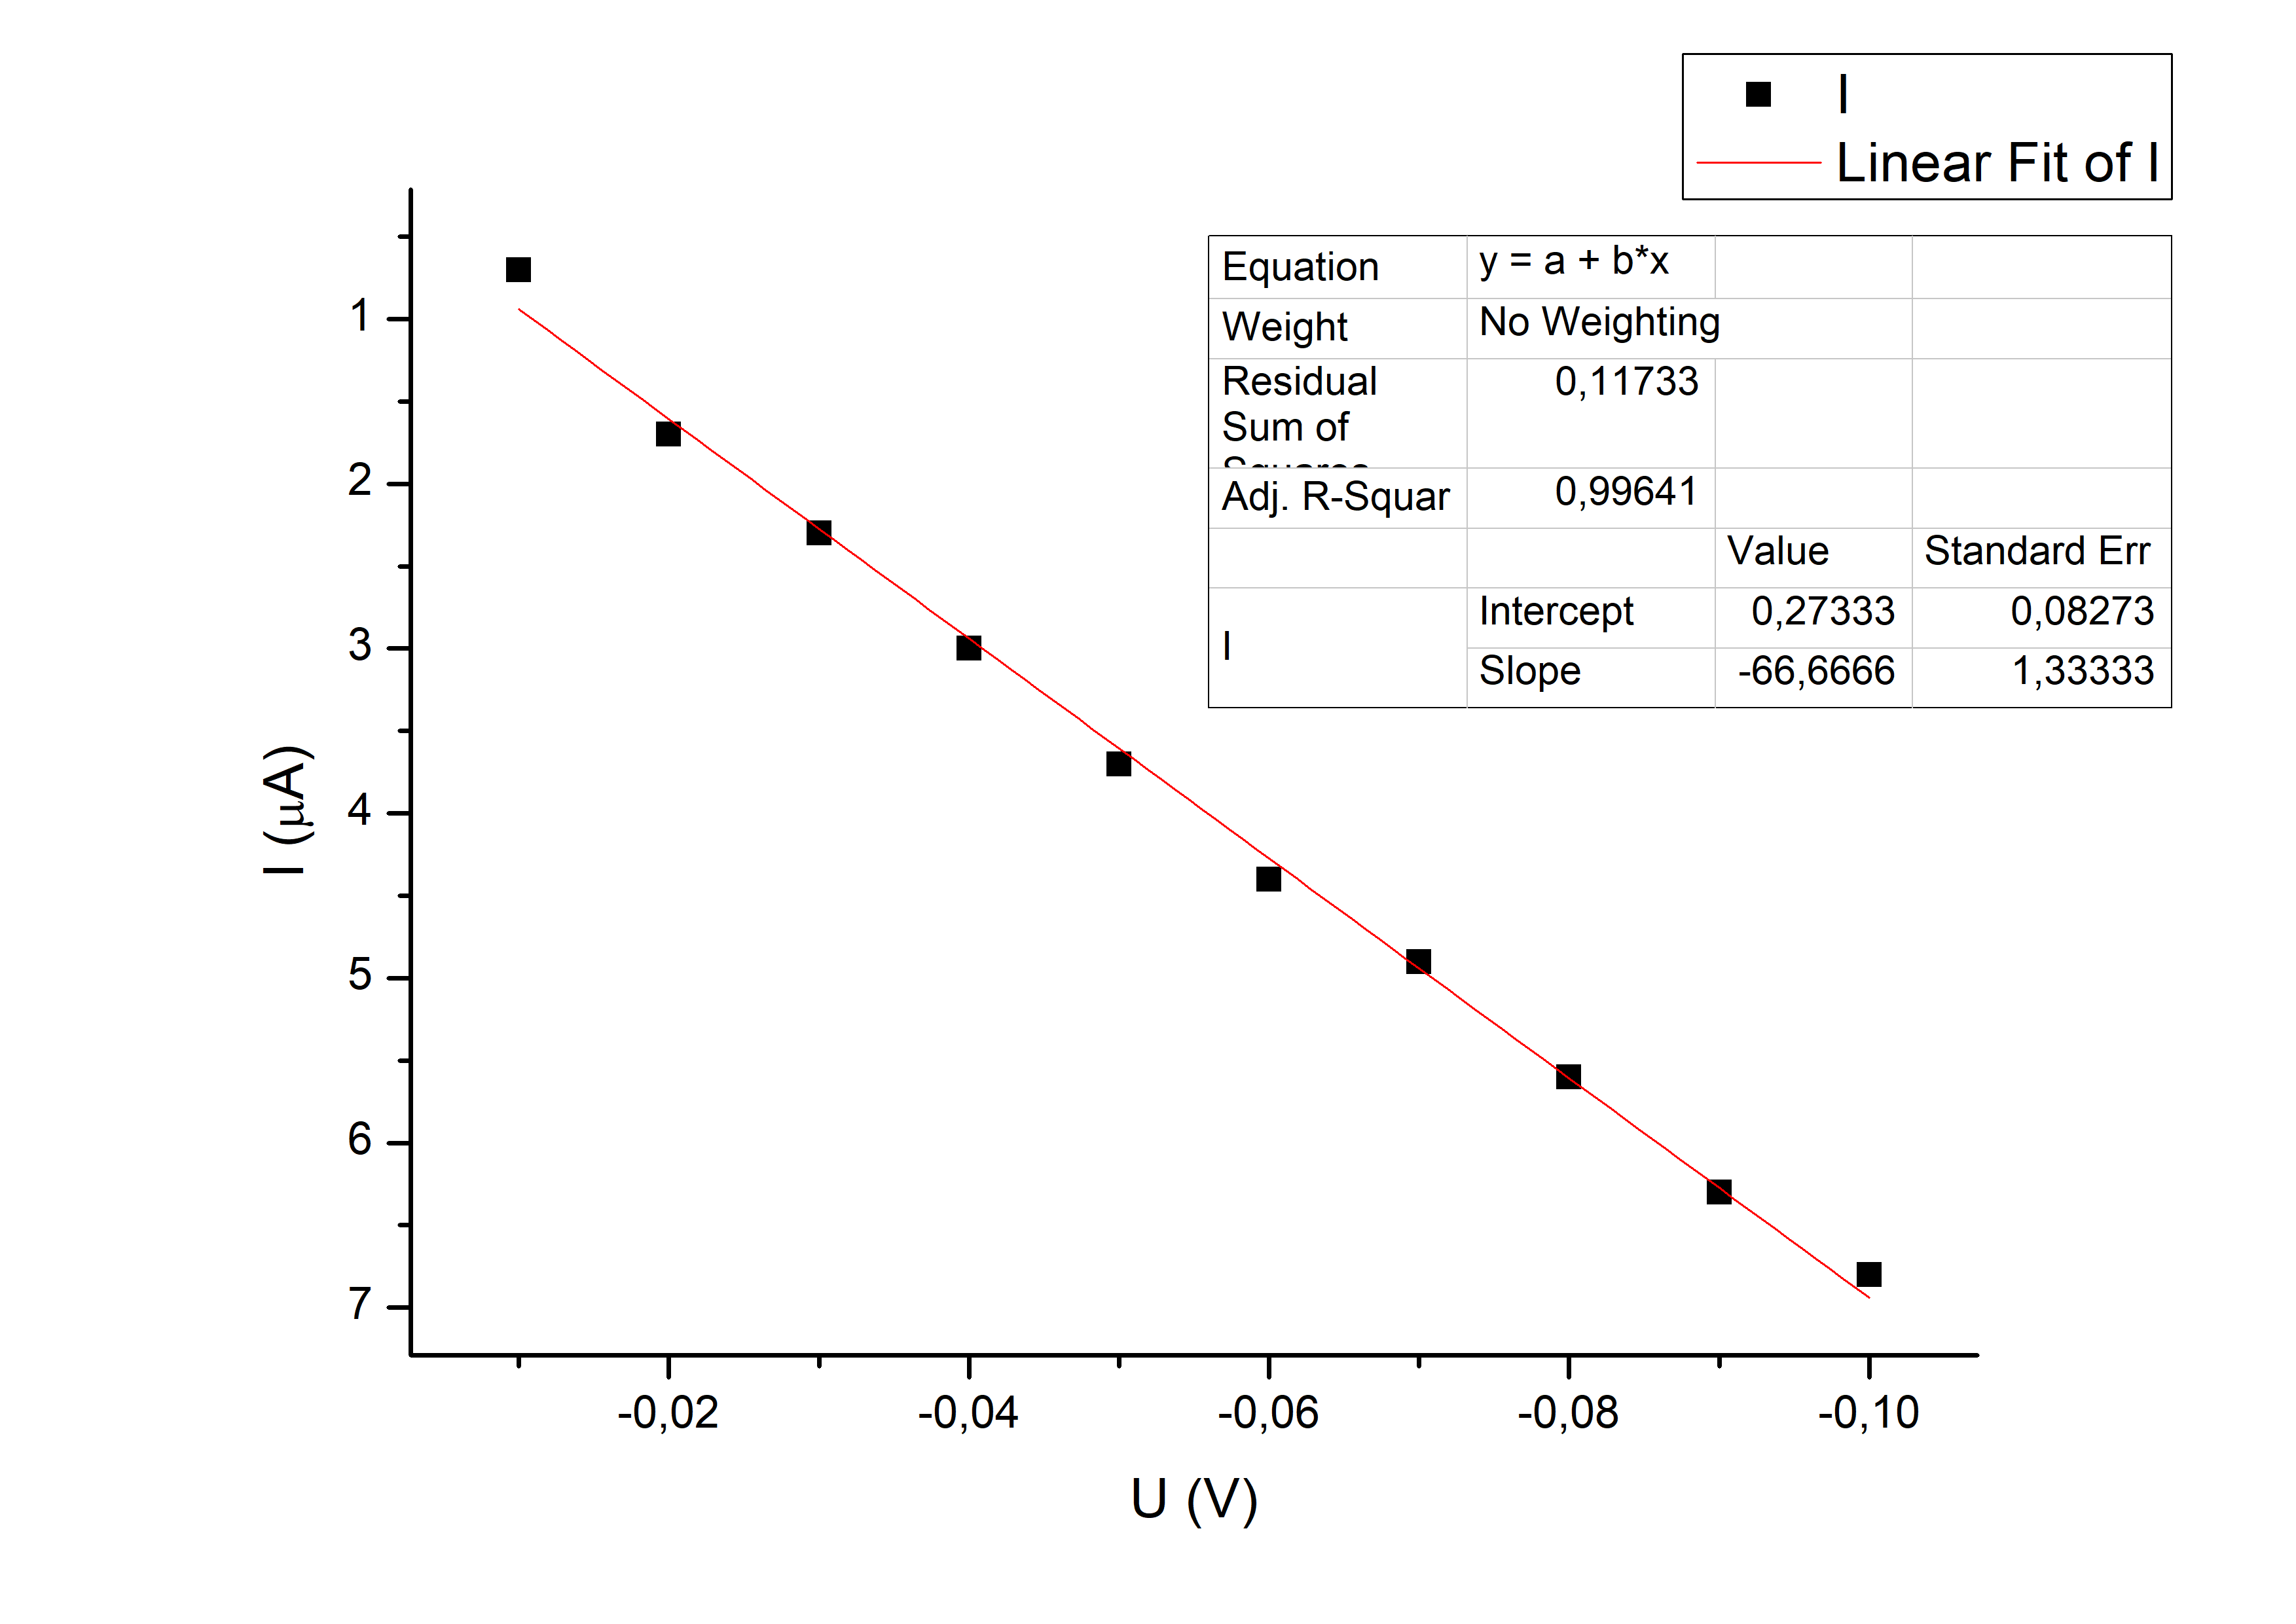 I
Linear Fit of I
Equation y = a + b*x
Weight No Weighting
Residual 0,11733
Sum of
Squares
Adj. R-Squar 0,99641
Value Standard Err
I Intercept 0,27333 0,08273
Slope -66,6666 1,33333
1
2
3
4
5
6
7
I (μA)
-0,02 -0,04 -0,06 -0,08 -0,10
U (V)